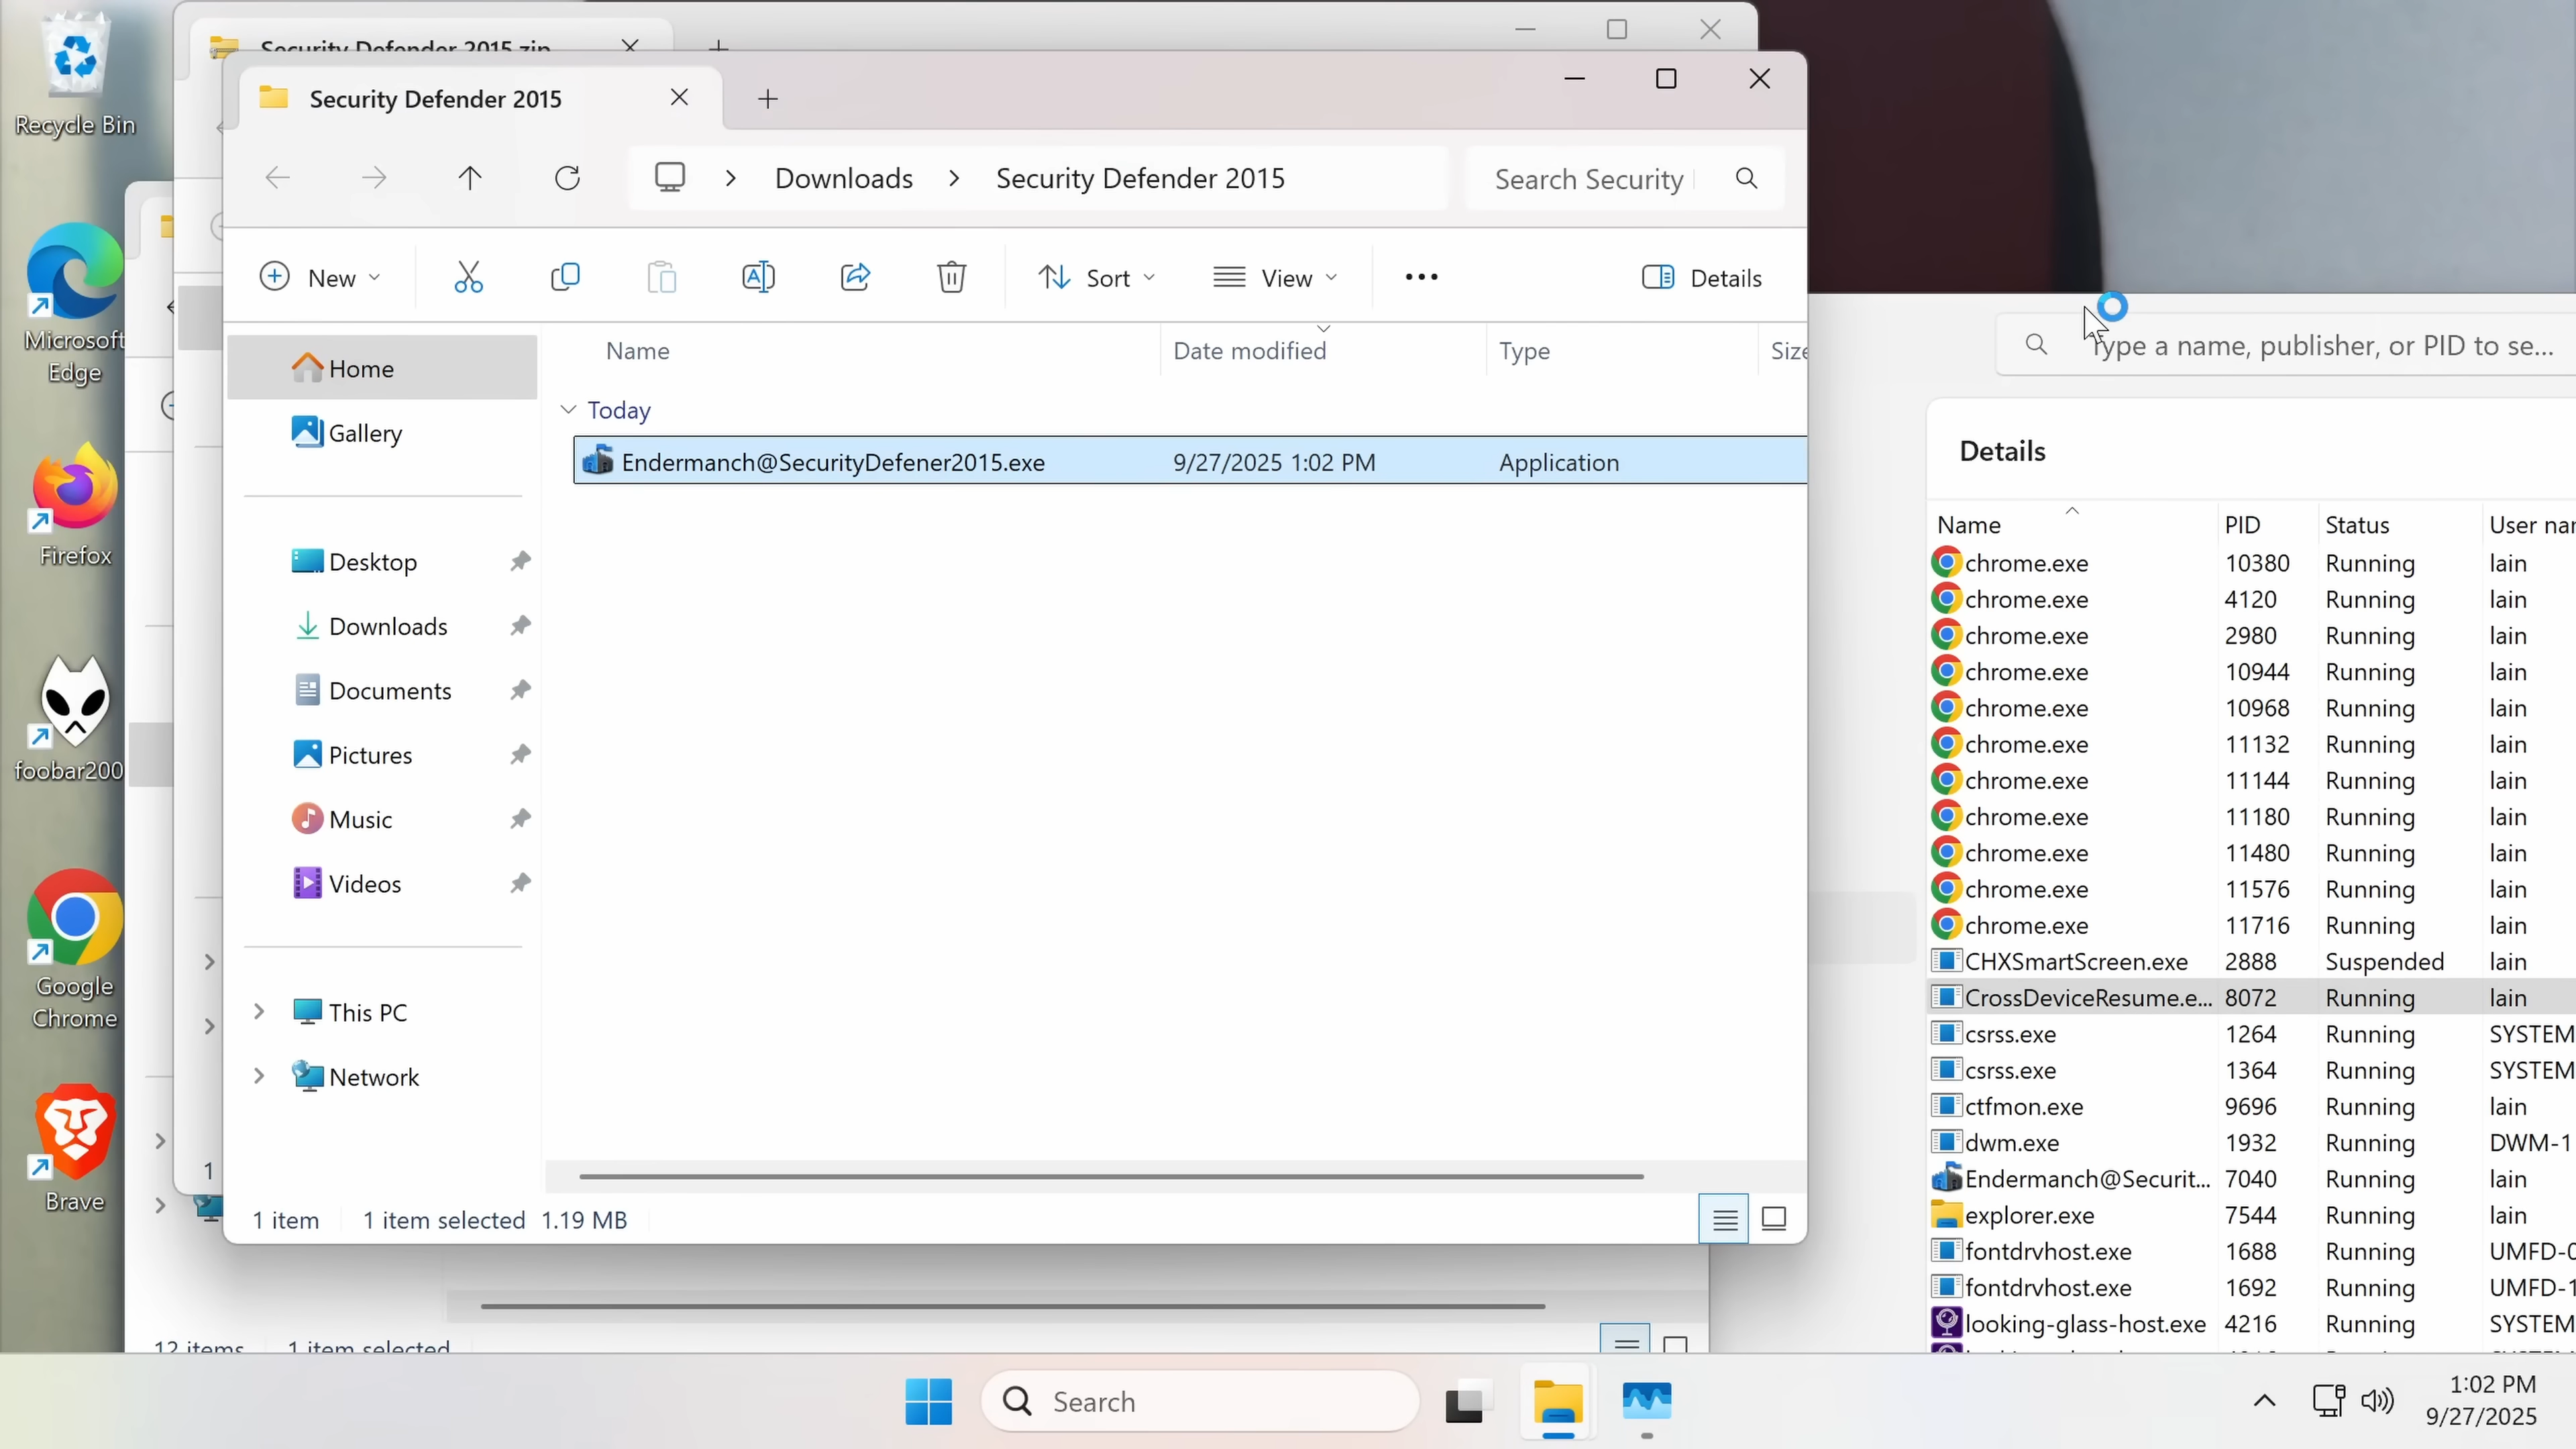 Recycle Bin
Microsoft
Edge
Firefox
foobar200
Google
Chrome
Brave
Security Defender 2015.zip
Security Defender 2015
Downloads
Security Defender 2015
Search Security
New
Sort
View
Details
Home
Gallery
Desktop
Downloads
Documents
Pictures
Music
Videos
This PC
Network
Name Date modified Type Size
Today
Endermanch@SecurityDefener2015.exe 9/27/2025 1:02 PM Application
1 item 1 item selected 1.19 MB
1
12 items 1 item selected
Type a name, publisher, or PID to se...
Details
Name PID Status User nam
chrome.exe 10380 Running lain
chrome.exe 4120 Running lain
chrome.exe 2980 Running lain
chrome.exe 10944 Running lain
chrome.exe 10968 Running lain
chrome.exe 11132 Running lain
chrome.exe 11144 Running lain
chrome.exe 11180 Running lain
chrome.exe 11480 Running lain
chrome.exe 11576 Running lain
chrome.exe 11716 Running lain
CHXSmartScreen.exe 2888 Suspended lain
CrossDeviceResume.e... 8072 Running lain
csrss.exe 1264 Running SYSTEM
csrss.exe 1364 Running SYSTEM
ctfmon.exe 9696 Running lain
dwm.exe 1932 Running DWM-1
Endermanch@Securit... 7040 Running lain
explorer.exe 7544 Running lain
fontdrvhost.exe 1688 Running UMFD-0
fontdrvhost.exe 1692 Running UMFD-1
looking-glass-host.exe 4216 Running SYSTEM
Search
1:02 PM
9/27/2025